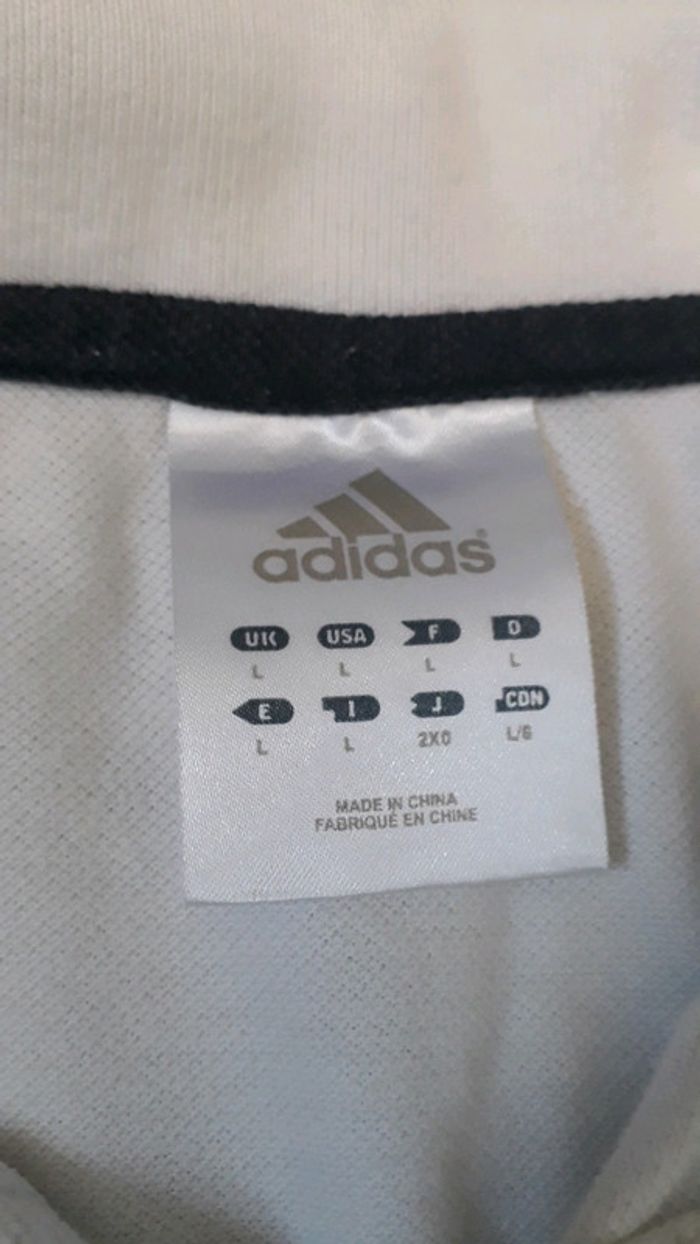 adidas®
UK USA F D
L L L L
E I J CDN
L L 2XO L/G
MADE IN CHINA
FABRIQUÉ EN CHINE